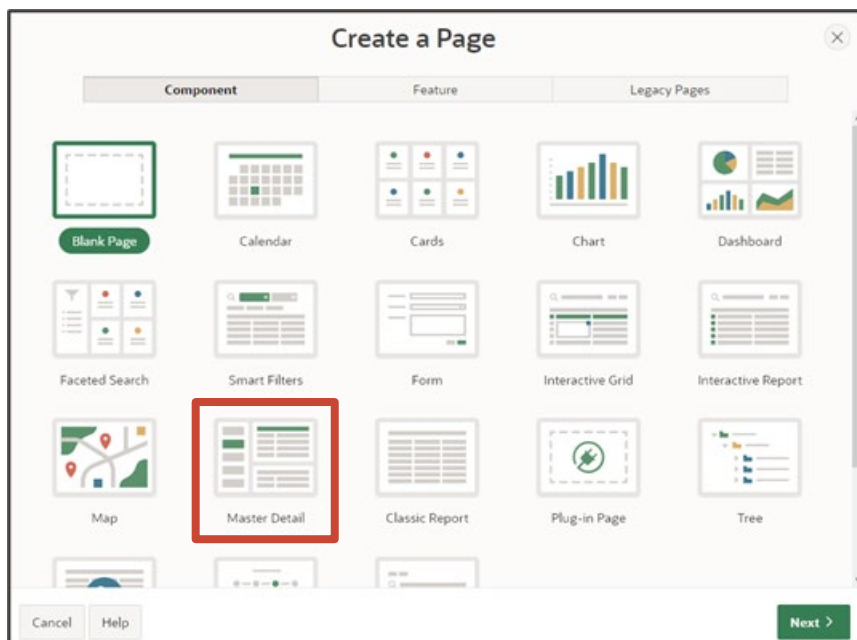 Create a Page
Component Feature Legacy Pages
Blank Page Calendar Cards Chart Dashboard
Faceted Search Smart Filters Form Interactive Grid Interactive Report
Map Master Detail Classic Report Plug-in Page Tree
Cancel Help Next